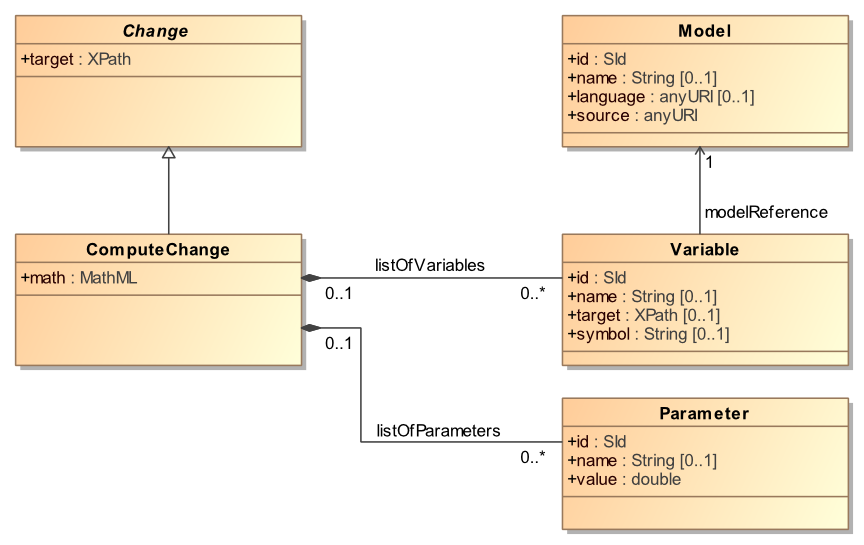 Change
+target : XPath
Model
+id : SId
+name : String [0..1]
+language : anyURI [0..1]
+source : anyURI
1
modelReference
ComputeChange
+math : MathML
listOfVariables
0..1
0..*
Variable
+id : SId
+name : String [0..1]
+target : XPath [0..1]
+symbol : String [0..1]
0..1
listOfParameters
0..*
Parameter
+id : SId
+name : String [0..1]
+value : double